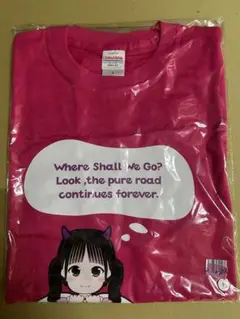 Where Shall We Go?
Look ,the pure road
continues forever.